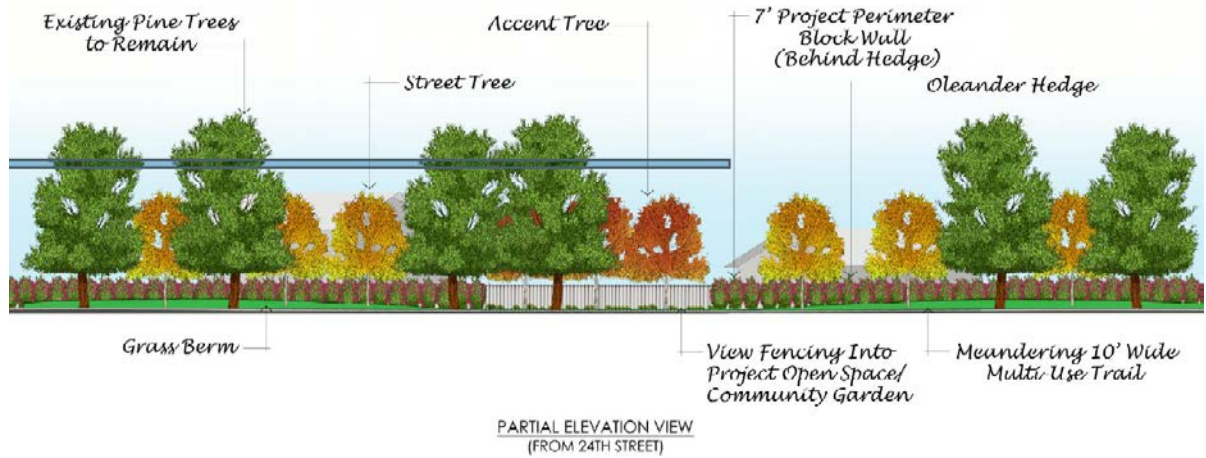 Existing Pine Trees
to Remain
Accent Tree
7' Project Perimeter
Block Wall
(Behind Hedge)
Street Tree
Oleander Hedge
Grass Berm
View Fencing Into
Project Open Space/
Community Garden
Meandering 10' Wide
Multi Use Trail
PARTIAL ELEVATION VIEW
(FROM 24TH STREET)